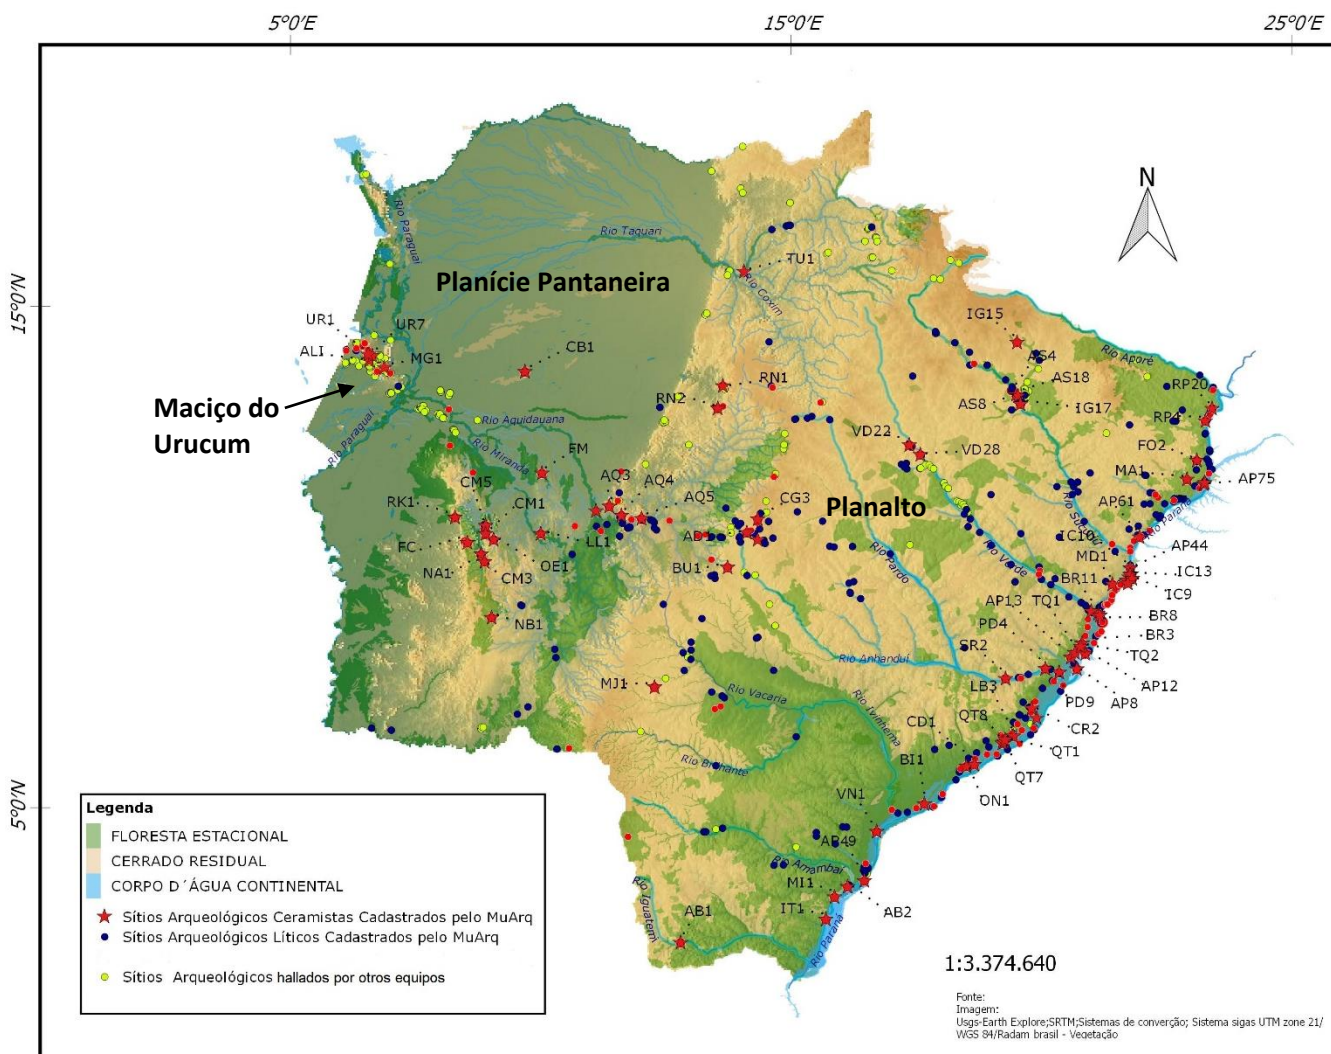 5°0'E
15°0'E
25°0'E
N
15°0'N
5°0'N
Rio Paraguai
Rio Taquari
TU1
Rio Coxim
Planície Pantaneira
UR1
UR7
ALI
MG1
CB1
IG15
AS4
Rio Aporé
AS18
RP20
RN1
RN2
AS8
IG17
RP4
Maciço do
Urucum
Rio Paraguai
Rio Aquidauana
Rio Miranda
FM
VD22
VD28
FO2
MA1
AP75
CM5
AQ3
AQ4
AQ5
CG3
Planalto
AP61
RK1
CM1
Rio Sucuriú
Rio Paraná
FC
LL1
AD1
IC10
AP44
NA1
OE1
BU1
Rio Pardo
Rio Verde
MD1
IC13
CM3
BR11
IC9
AP13
TQ1
NB1
PD4
BR8
SR2
BR3
Rio Anhanduí
TQ2
MJ1
LB3
AP12
Rio Vacaria
Rio Ivinhema
PD9
AP8
QT8
CR2
CD1
QT1
BI1
QT7
Rio Brilhante
ON1
VN1
AB49
Rio Amambai
MI1
IT1
AB2
Rio Iguatemi
AB1
Rio Paraná
Legenda
FLORESTA ESTACIONAL
CERRADO RESIDUAL
CORPO D´ÁGUA CONTINENTAL
Sítios Arqueológicos Ceramistas Cadastrados pelo MuArq
Sítios Arqueológicos Líticos Cadastrados pelo MuArq
Sítios Arqueológicos hallados por otros equipos
1:3.374.640
Fonte:
Imagem:
Usgs-Earth Explore;SRTM;Sistemas de converção; Sistema sigas UTM zone 21/
WGS 84/Radam brasil - Vegetação